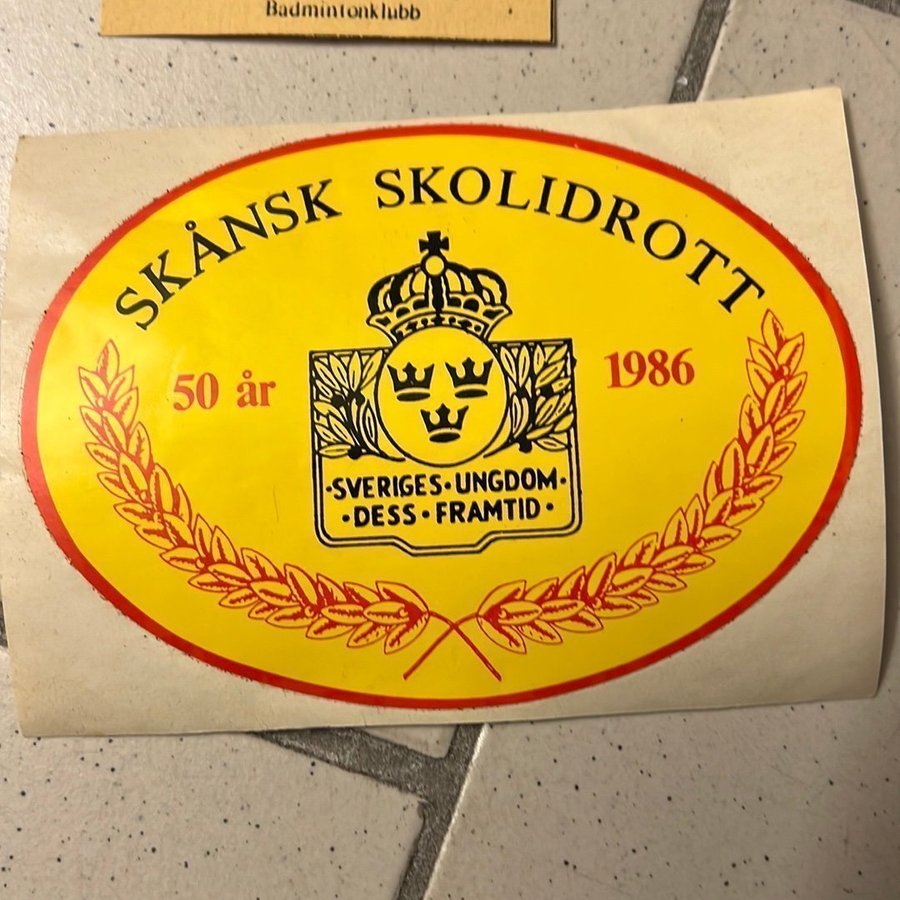 Badmintonklubb
SKÅNSK SKOLIDROTT
50 år 1986
·SVERIGES·UNGDOM·
·DESS·FRAMTID·